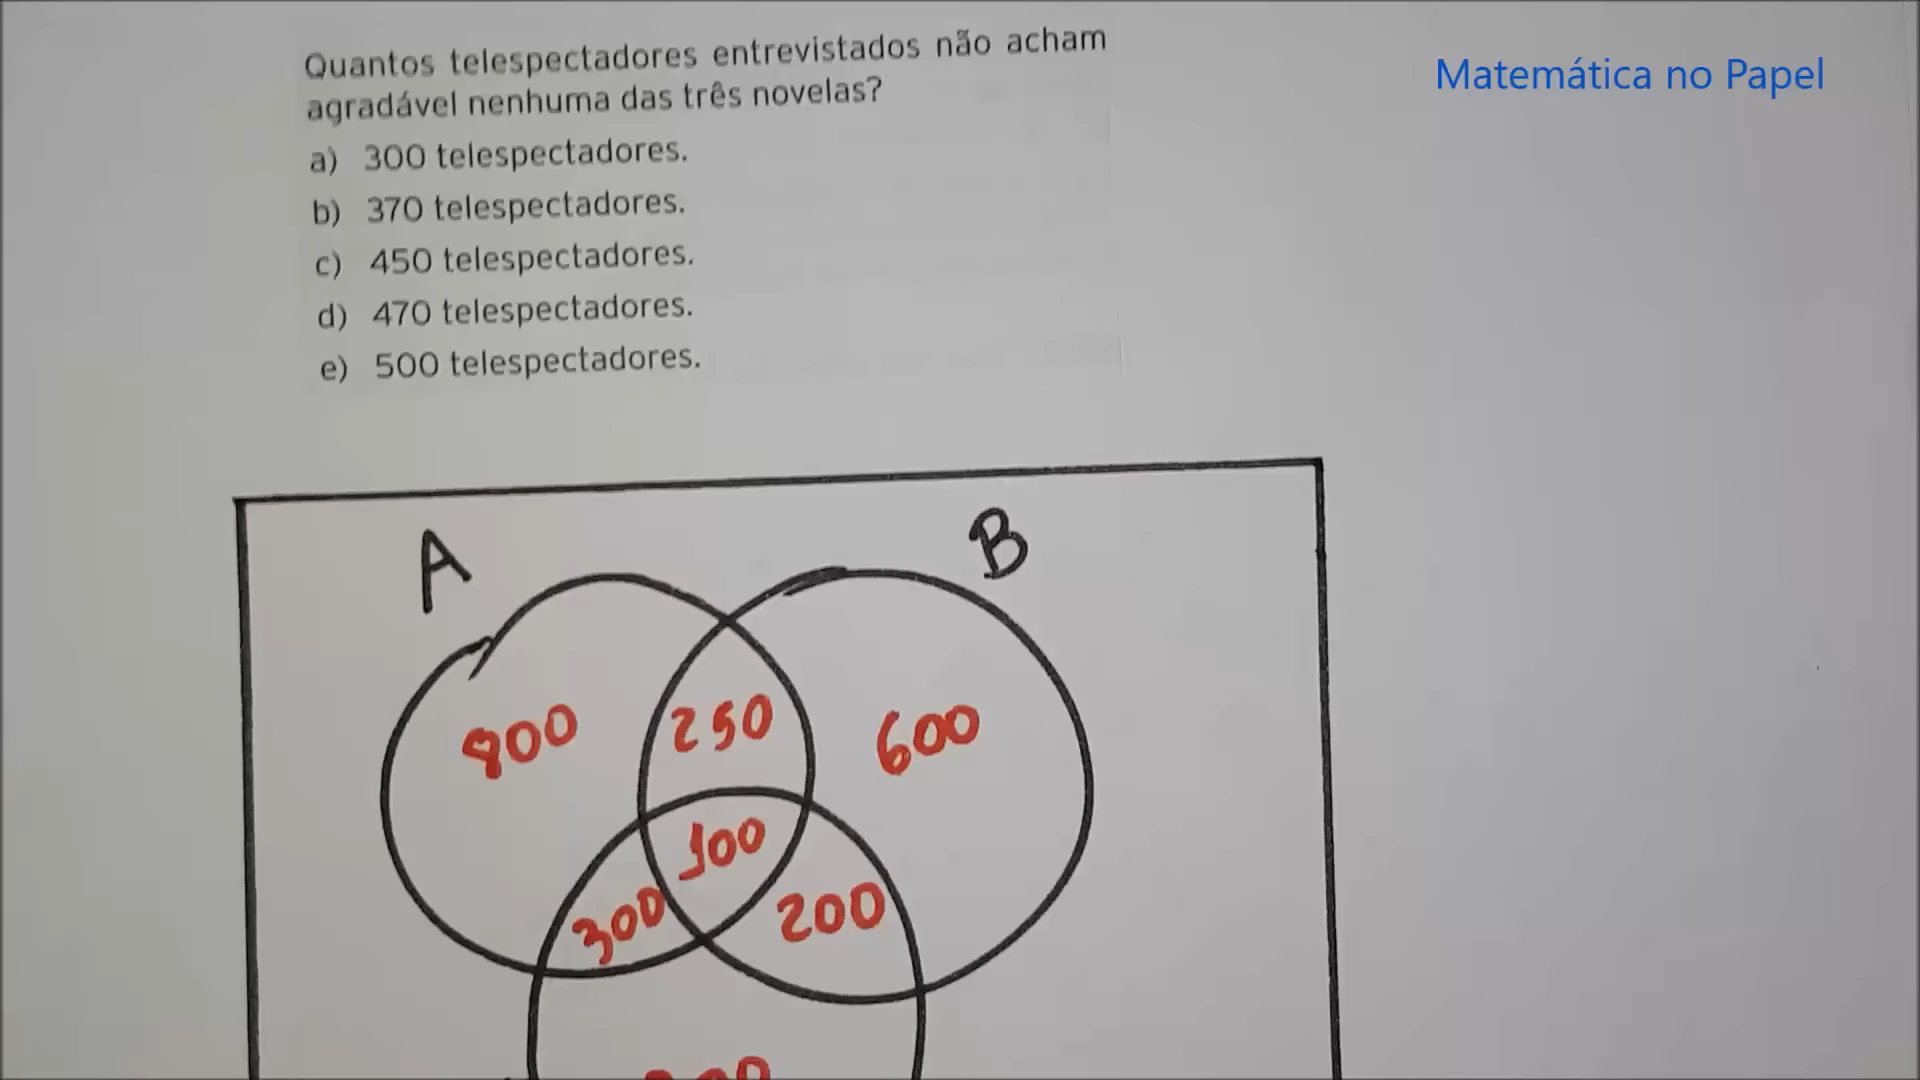 Quantos telespectadores entrevistados não acham
agradável nenhuma das três novelas?
a) 300 telespectadores.
b) 370 telespectadores.
c) 450 telespectadores.
d) 470 telespectadores.
e) 500 telespectadores.
Matemática no Papel
A
B
800
250
600
100
300
200